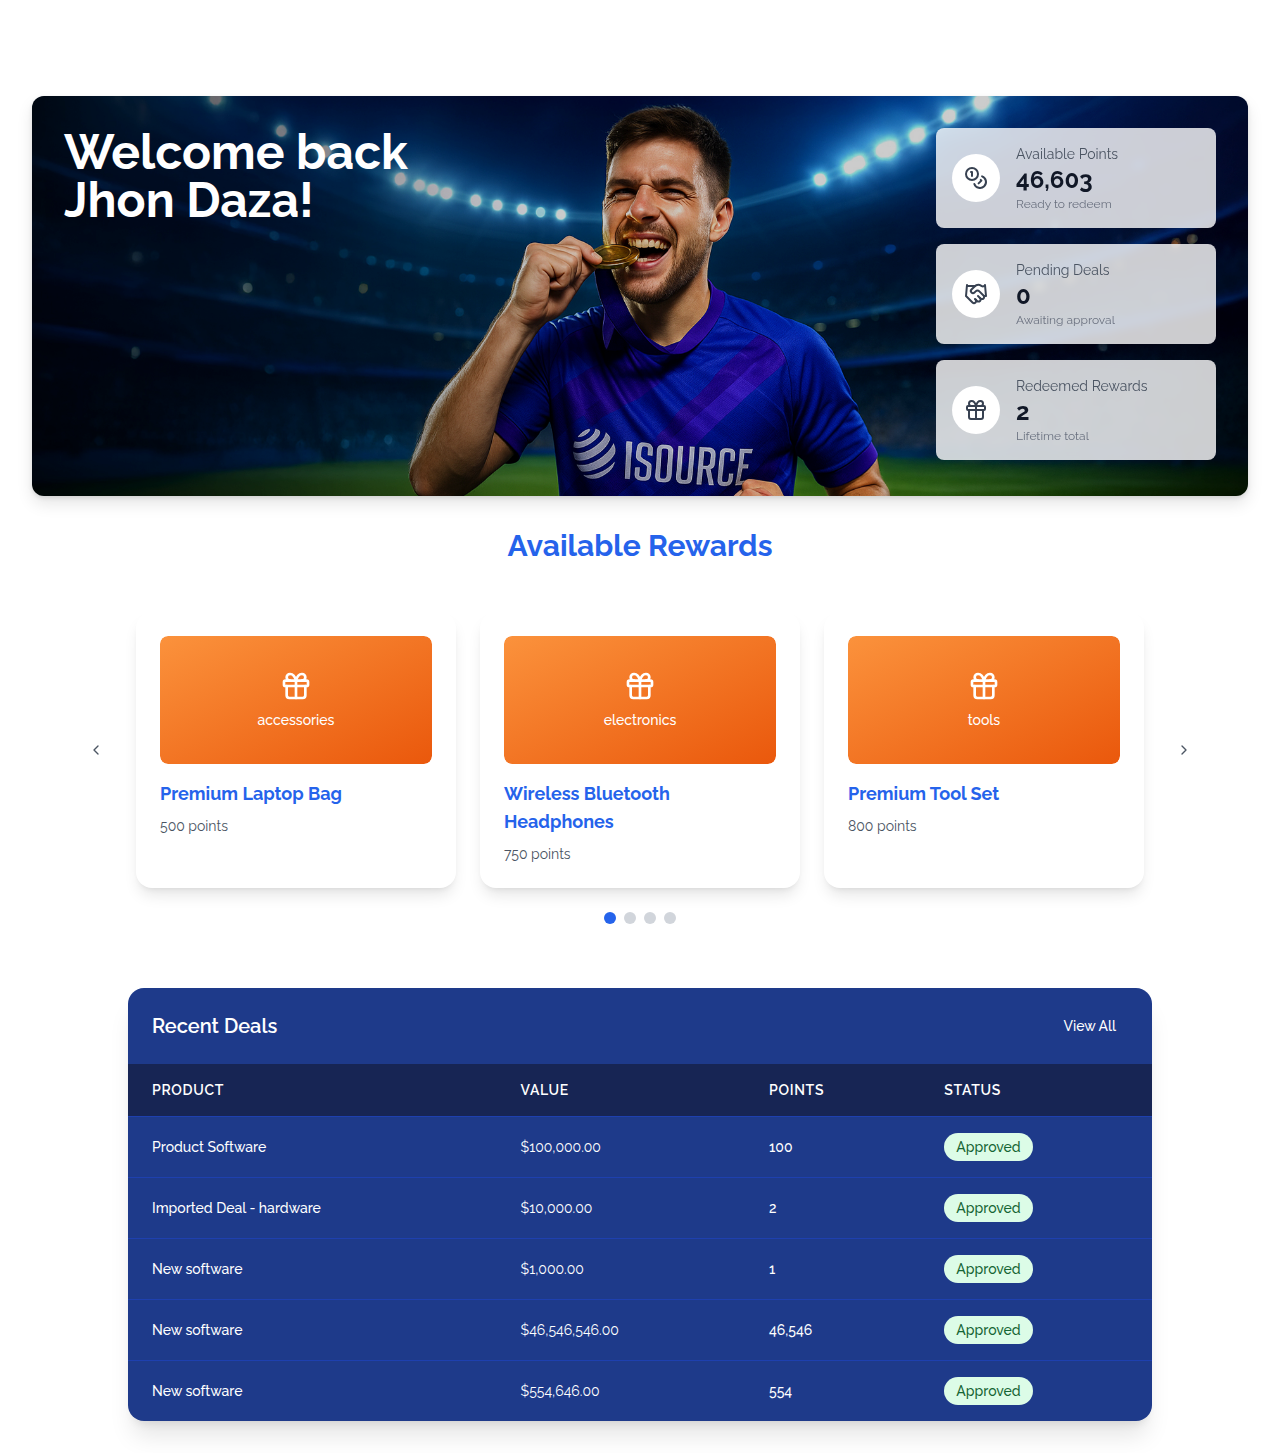 Welcome back
Jhon Daza!
Available Points
46,603
Ready to redeem
Pending Deals
0
Awaiting approval
Redeemed Rewards
2
Lifetime total
ISOURCE
Available Rewards
accessories
Premium Laptop Bag
500 points
electronics
Wireless Bluetooth
Headphones
750 points
tools
Premium Tool Set
800 points
Recent Deals
View All
PRODUCT VALUE POINTS STATUS
Product Software $100,000.00 100 Approved
Imported Deal - hardware $10,000.00 2 Approved
New software $1,000.00 1 Approved
New software $46,546,546.00 46,546 Approved
New software $554,646.00 554 Approved